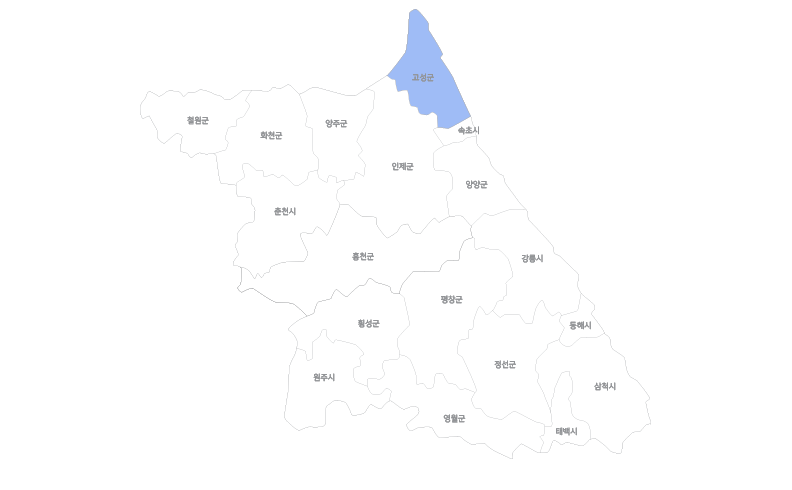 고성군
철원군
양주군
속초시
화천군
인제군
양양군
춘천시
홍천군
강릉시
평창군
횡성군
동해시
정선군
원주시
삼척시
영월군
태백시